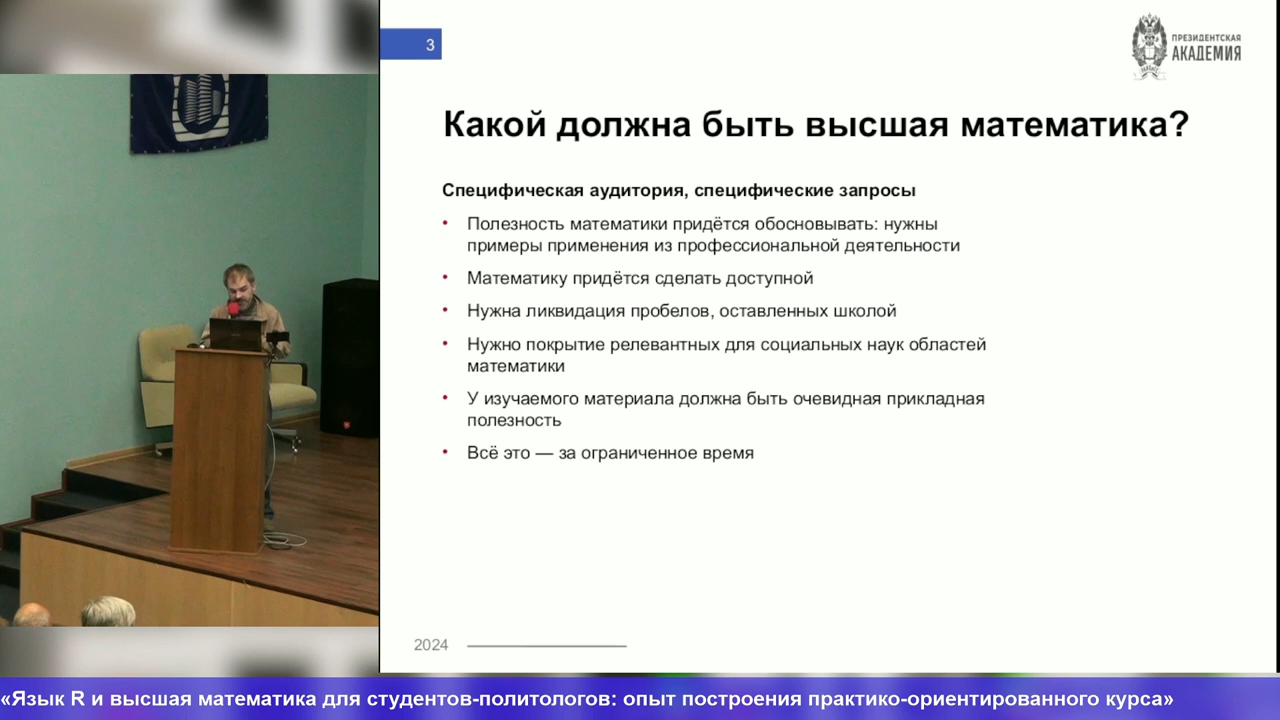 3
ПРЕЗИДЕНТСКАЯ
АКАДЕМИЯ
Какой должна быть высшая математика?
Специфическая аудитория, специфические запросы
• Полезность математики придётся обосновывать: нужны
примеры применения из профессиональной деятельности
• Математику придётся сделать доступной
• Нужна ликвидация пробелов, оставленных школой
• Нужно покрытие релевантных для социальных наук областей
математики
• У изучаемого материала должна быть очевидная прикладная
полезность
• Всё это — за ограниченное время
2024
«Язык R и высшая математика для студентов-политологов: опыт построения практико-ориентированного курса»